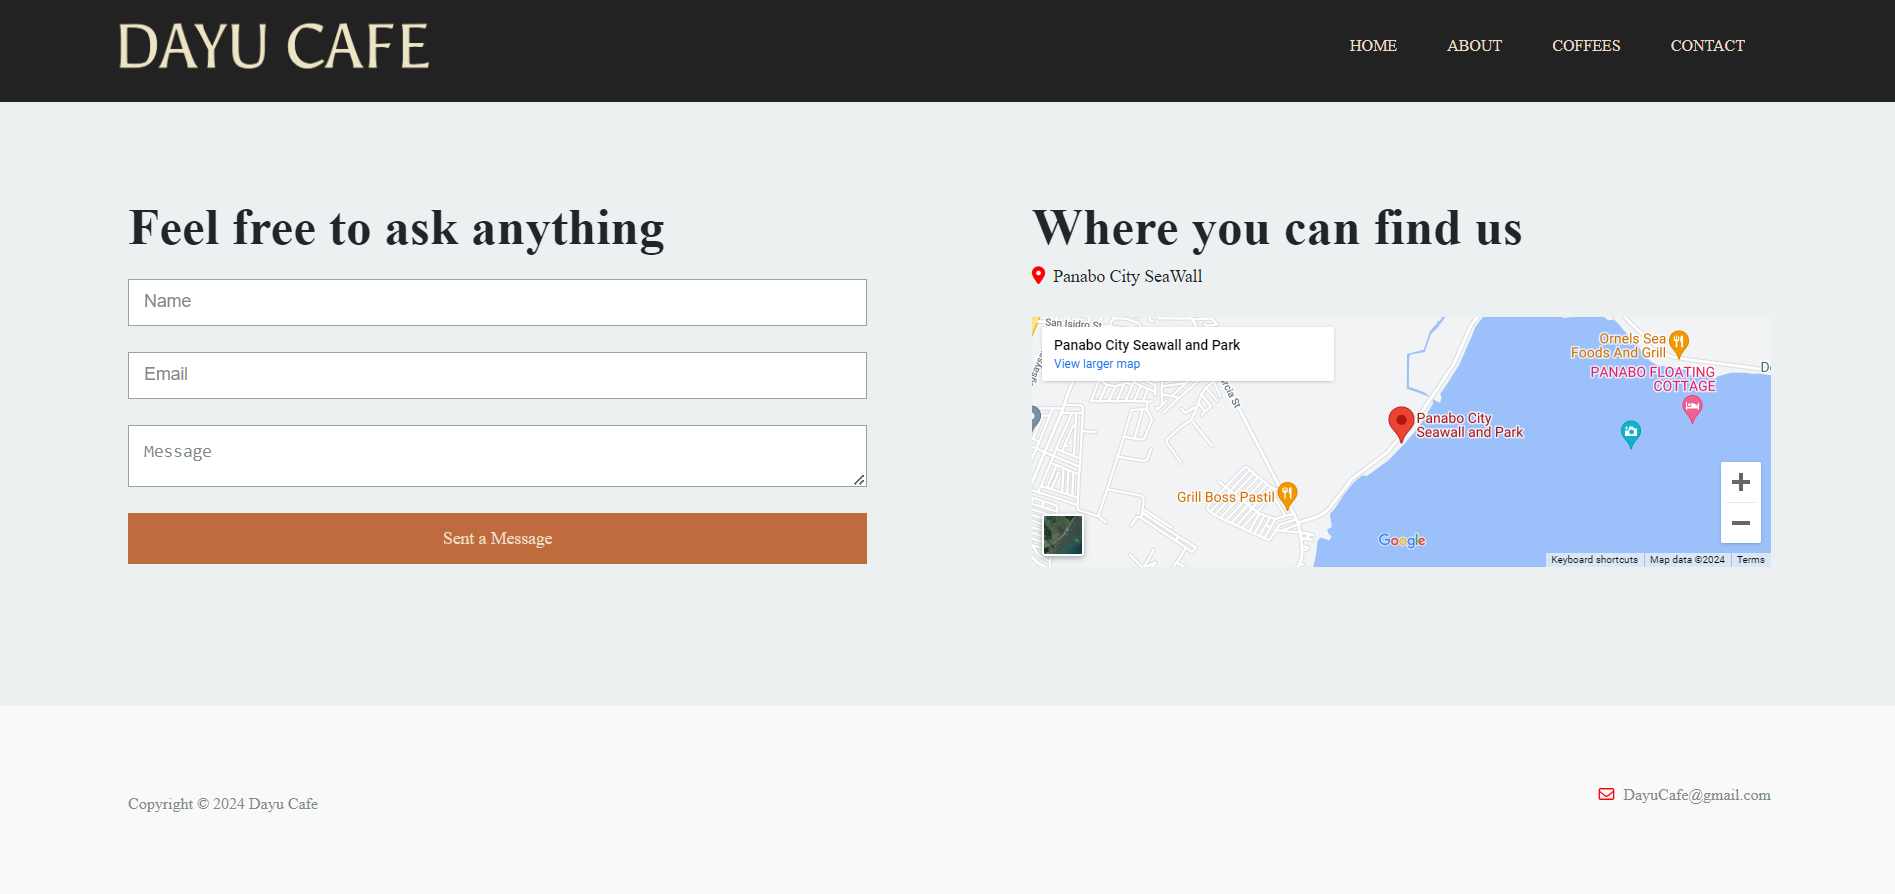 DAYU CAFE
HOME
ABOUT
COFFEES
CONTACT
Feel free to ask anything
Name
Email
Message
Sent a Message
Where you can find us
Panabo City SeaWall
San Isidro St
Panabo City Seawall and Park
View larger map
Ornels Sea
Foods And Grill
PANABO FLOATING
COTTAGE
Panabo City
Seawall and Park
Grill Boss Pastil
Google
Keyboard shortcuts
Map data ©2024
Terms
Copyright © 2024 Dayu Cafe
DayuCafe@gmail.com